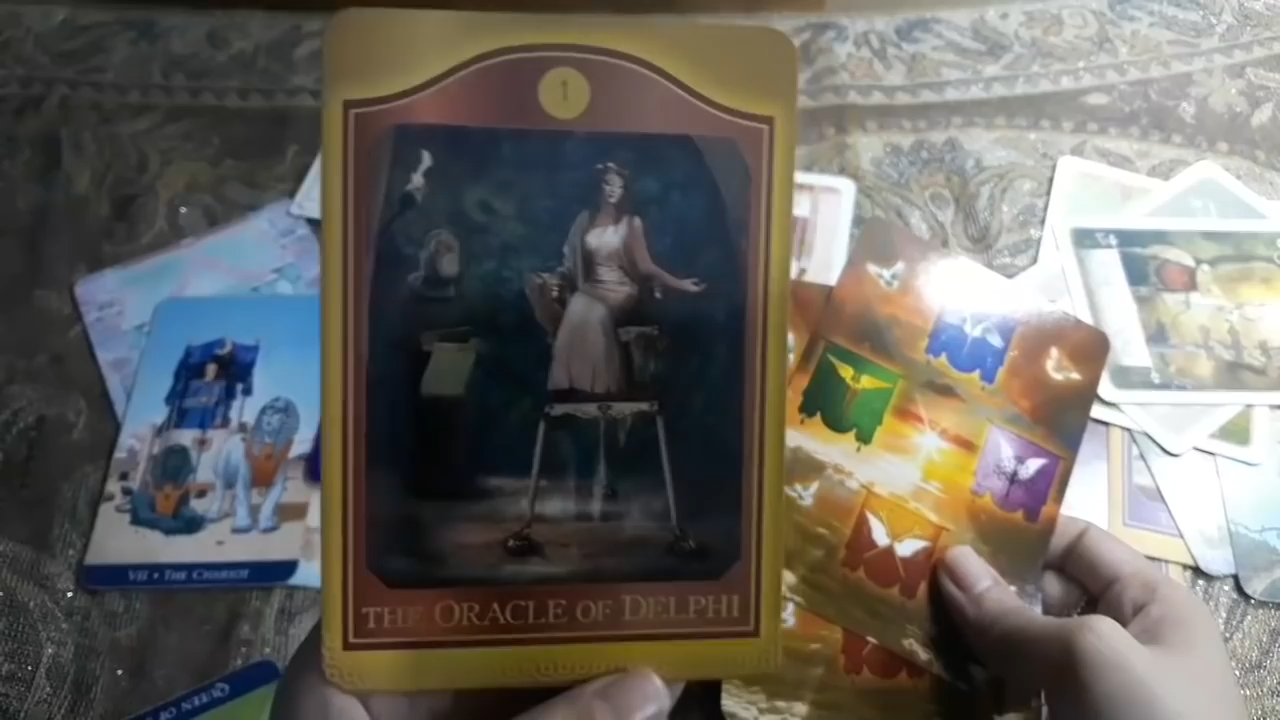 1
THE ORACLE OF DELPHI
VII • THE CHARIOT
QUEEN OF